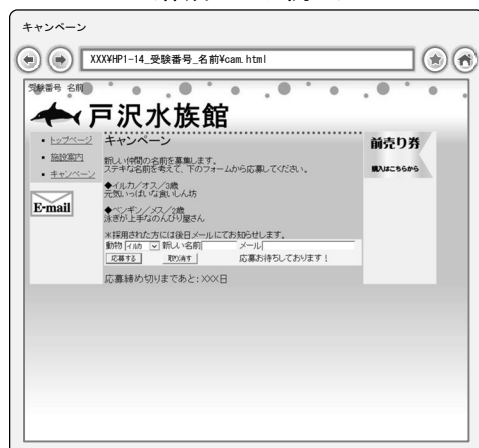 キャンペーン
XXX¥HP1-14_受験番号_名前¥cam.html
受験番号 名前
戸沢水族館
トップページ
施設案内
キャンペーン
E-mail
キャンペーン
新しい仲間の名前を募集します。
ステキな名前を考えて、下のフォームから応募してください。
◆イルカ/オス/3歳
元気いっぱいな食いしん坊
◆ペンギン/メス/2歳
泳ぎが上手なのんびり屋さん
※採用された方には後日メールにてお知らせします。
動物 イルカ 新しい名前 メール
応募する 取り消す 応募お待ちしております!
応募締め切りまであと:XXX日
前売り券
購入はこちらから